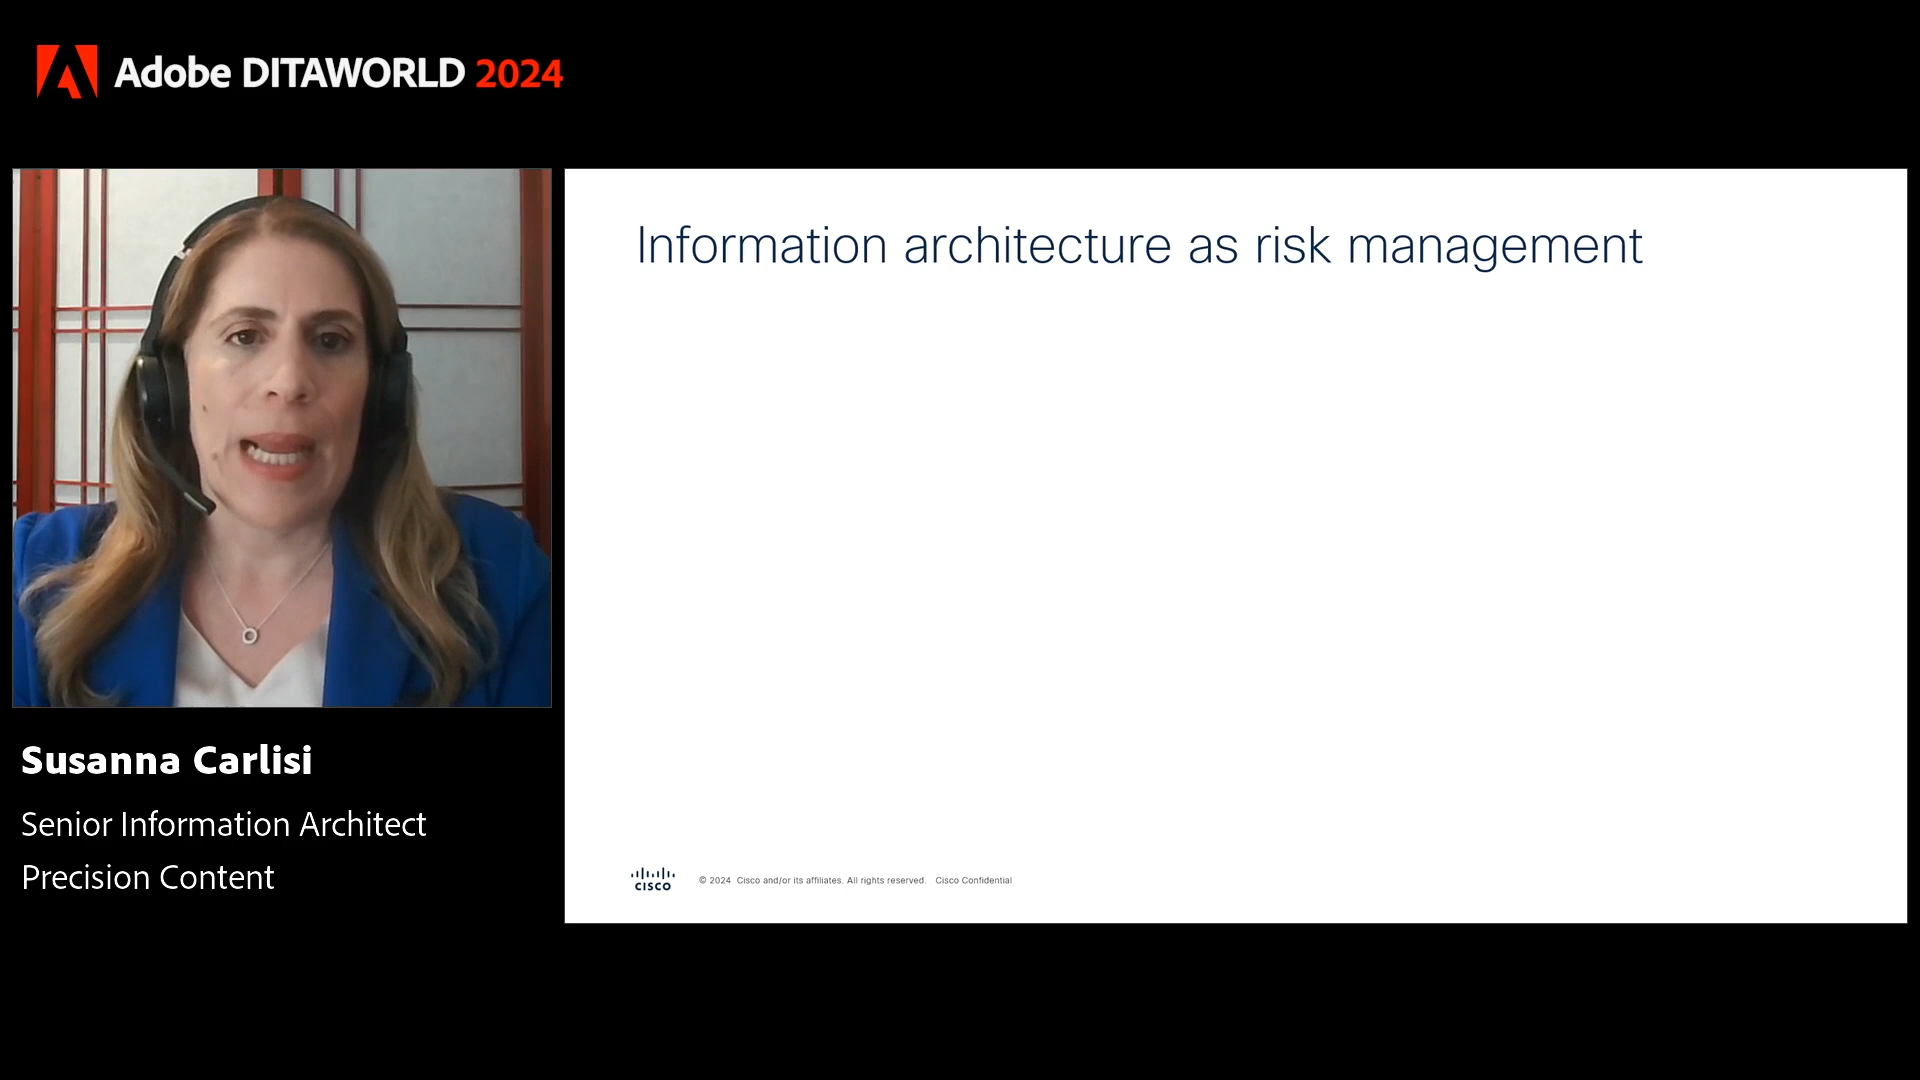 Adobe DITAWORLD 2024
Information architecture as risk management
Susanna Carlisi
Senior Information Architect
Precision Content
CISCO
© 2024 Cisco and/or its affiliates. All rights reserved. Cisco Confidential